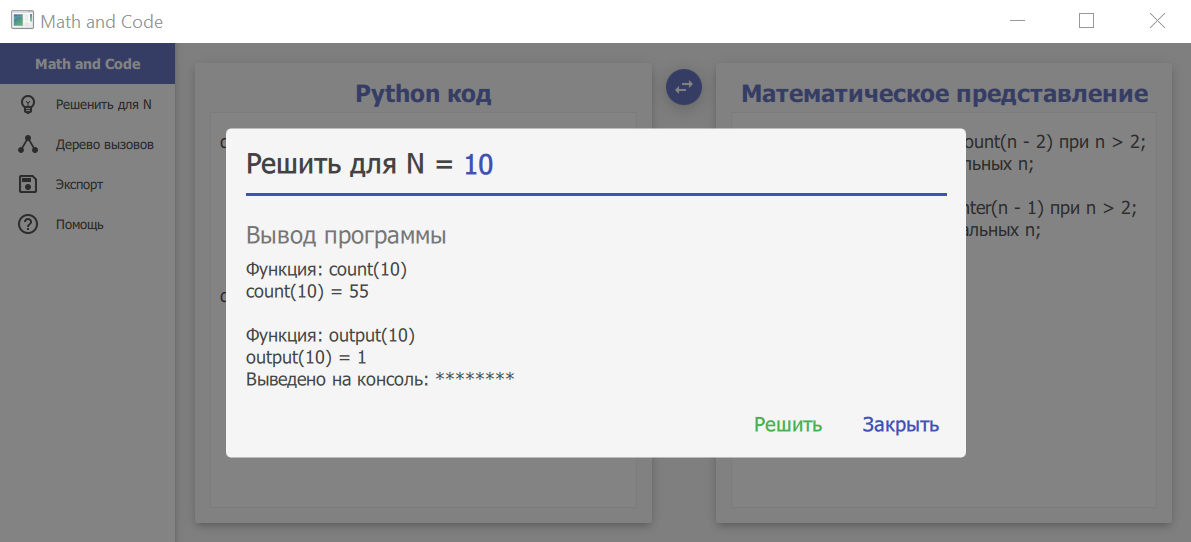 Math and Code
Math and Code
Решенить для N
Дерево вызовов
Экспорт
Помощь
Python код
Математическое представление
ount(n - 2) при n > 2;
льных n;
nter(n - 1) при n > 2;
альных n;
Решить для N = 10
Вывод программы
Функция: count(10)
count(10) = 55
Функция: output(10)
output(10) = 1
Выведено на консоль: ********
Решить
Закрыть